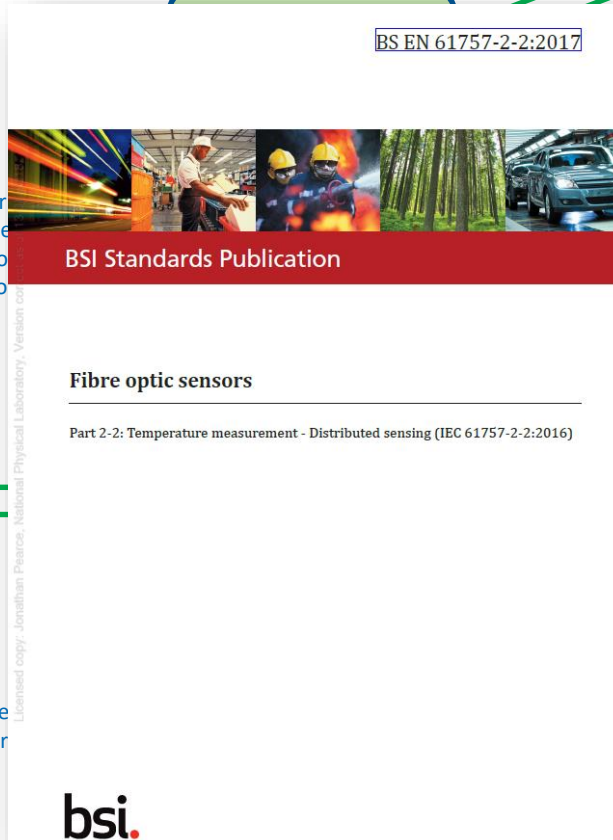 BS EN 61757-2-2:2017
BSI Standards Publication
Fibre optic sensors
Part 2-2: Temperature measurement - Distributed sensing (IEC 61757-2-2:2016)
Licensed copy: Jonathan Pearce, National Physical Laboratory, Version correct as
bsi.